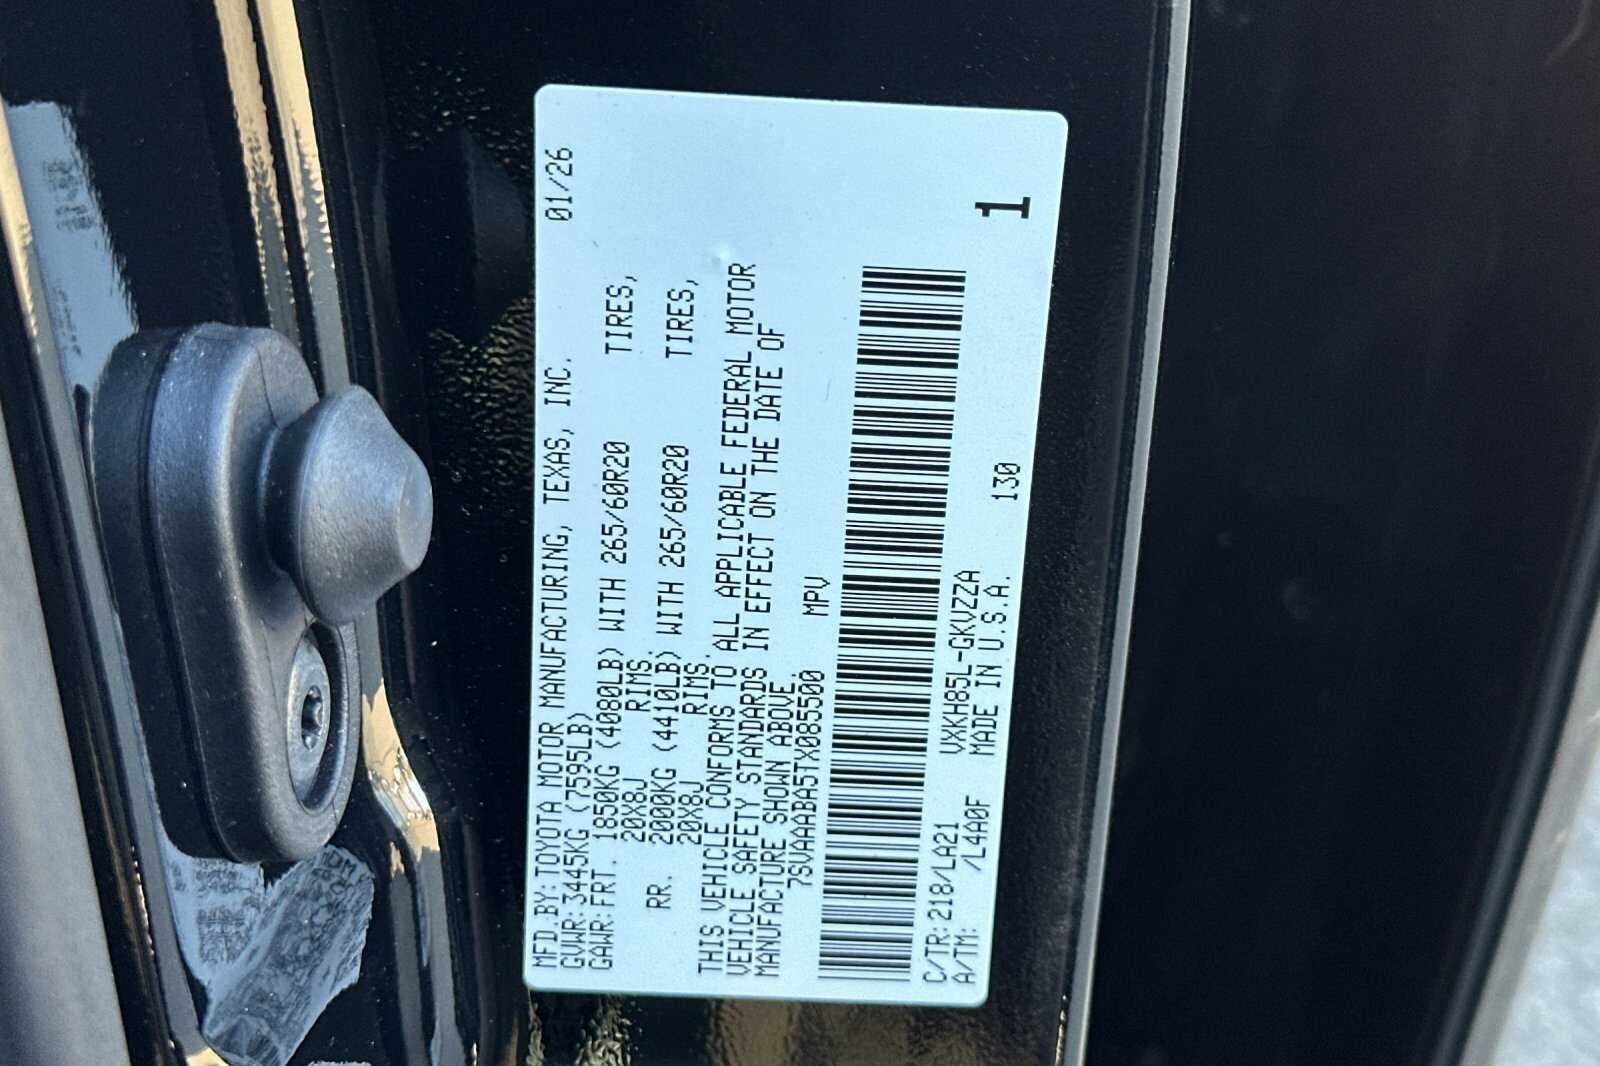 MFD.BY:TOYOTA MOTOR MANUFACTURING, TEXAS, INC. 01/26
GVWR:3445KG(7595LB)
GAWR:FRT. 1850KG(4080LB)WITH 265/60R20 TIRES,
20X8J RIMS.
RR. 2000KG(4410LB)WITH 265/60R20 TIRES,
20X8J RIMS.
THIS VEHICLE CONFORMS TO ALL APPLICABLE FEDERAL MOTOR
VEHICLE SAFETY STANDARDS IN EFFECT ON THE DATE OF
MANUFACTURE SHOWN ABOVE.
7SVAAABA5TX085500 MPV
C/TR:218/LA21 VXKH85L-GKVZZA
A/TM: /L4A0F MADE IN U.S.A. 130
1